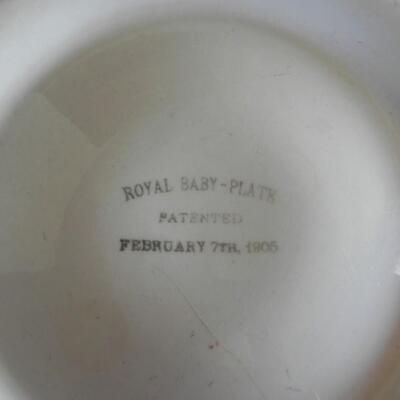 ROYAL BABY-PLATE
PATENTED
FEBRUARY 7TH, 1905